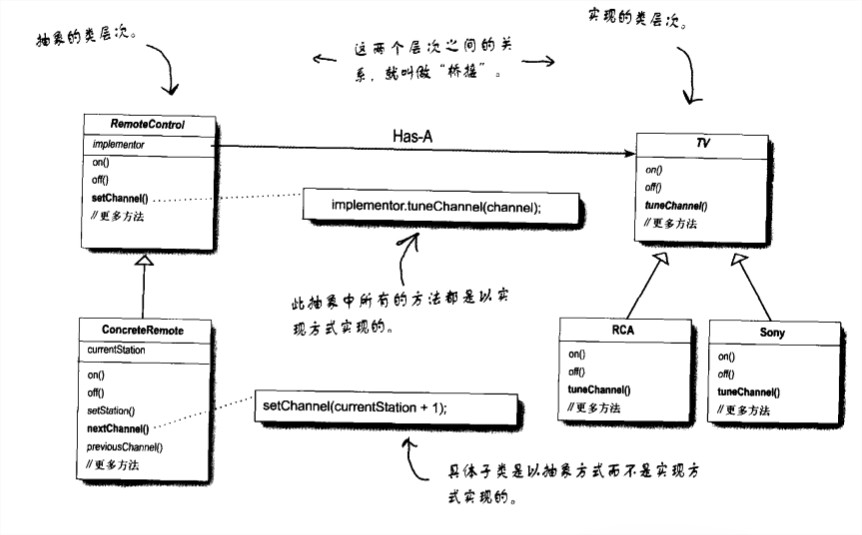 抽象的类层次。
这两个层次之间的关
系，就叫做“桥接”。
实现的类层次。
RemoteControl
implementor
on()
off()
setChannel()
//更多方法
Has-A
TV
on()
off()
tuneChannel()
//更多方法
implementor.tuneChannel(channel);
此抽象中所有的方法都是以实
现方式实现的。
ConcreteRemote
currentStation
on()
off()
setStation()
nextChannel()
previousChannel()
//更多方法
setChannel(currentStation + 1);
具体子类是以抽象方式而不是实现方
式实现的。
RCA
on()
off()
tuneChannel()
//更多方法
Sony
on()
off()
tuneChannel()
//更多方法